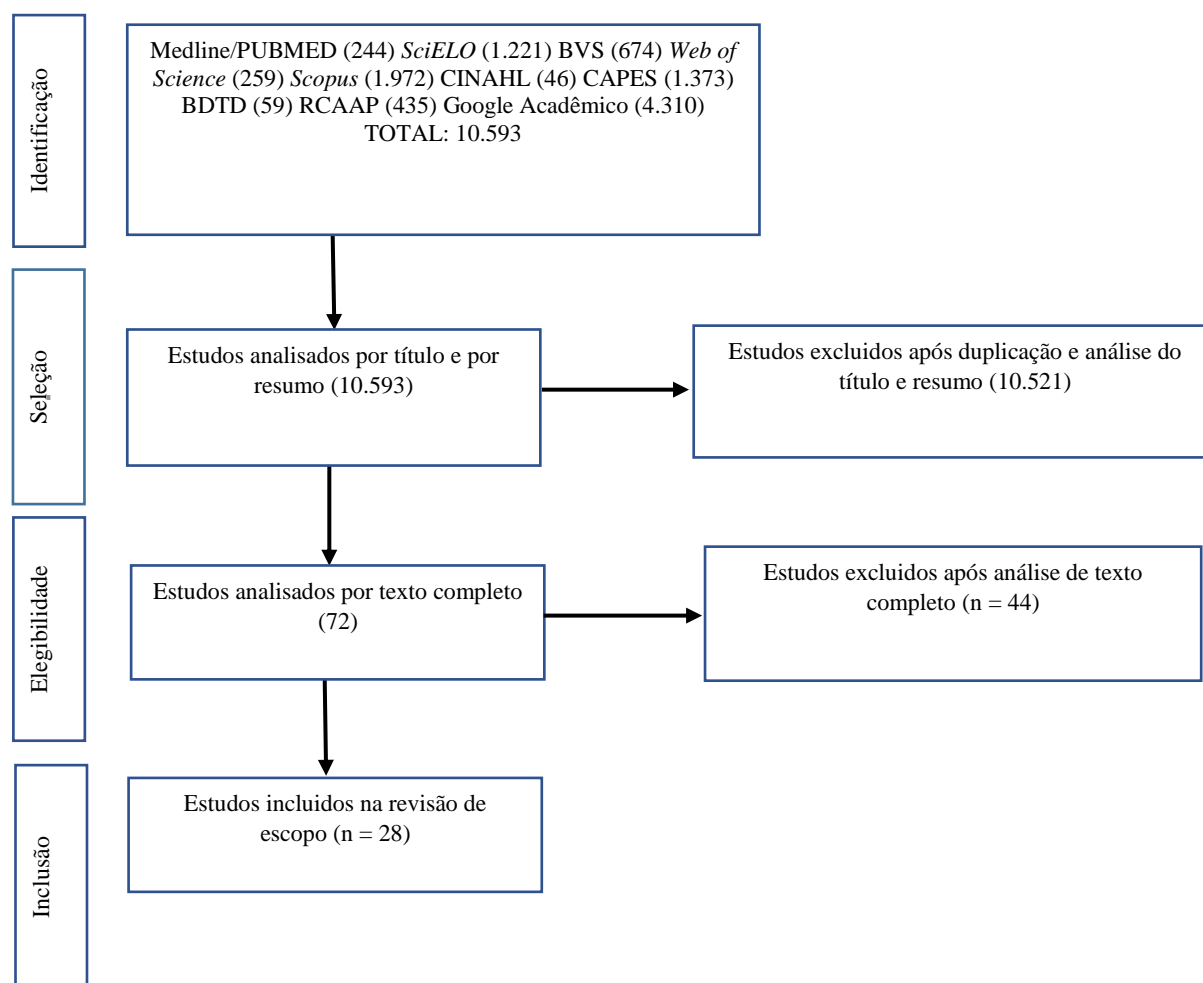 Identificação
Medline/PUBMED (244) SciELO (1.221) BVS (674) Web of
Science (259) Scopus (1.972) CINAHL (46) CAPES (1.373)
BDTD (59) RCAAP (435) Google Acadêmico (4.310)
TOTAL: 10.593
Seleção
Estudos analisados por título e por
resumo (10.593)
Estudos excluidos após duplicação e análise do
título e resumo (10.521)
Elegibilidade
Estudos analisados por texto completo
(72)
Estudos excluidos após análise de texto
completo (n = 44)
Inclusão
Estudos incluidos na revisão de
escopo (n = 28)